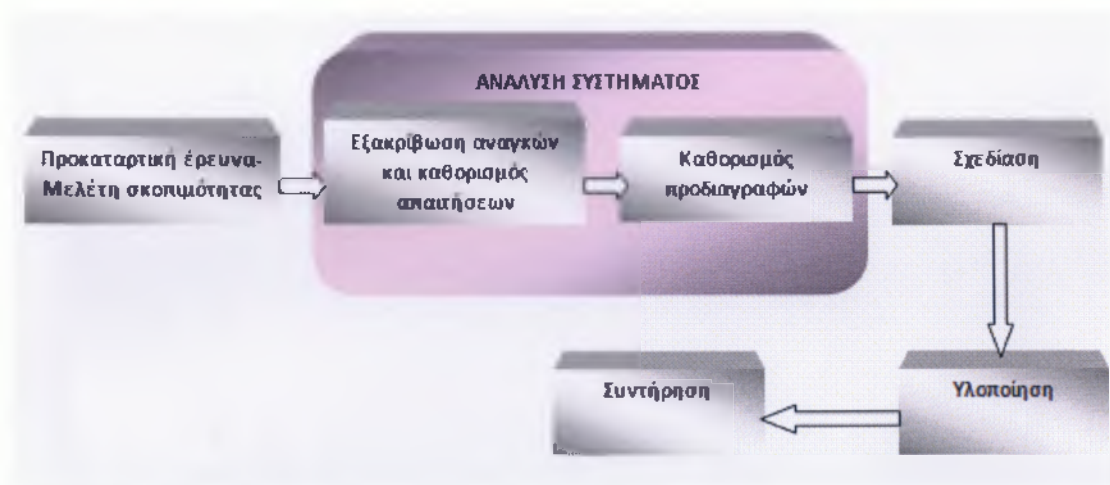 ΑΝΑΛΥΣΗ ΣΥΣΤΗΜΑΤΟΣ
Προκαταρτική έρευνα-
Μελέτη σκοπιμότητας
Εξακρίβωση αναγκών
και καθορισμός
απαιτήσεων
Καθορισμός
προδιαγραφών
Σχεδίαση
Υλοποίηση
Συντήρηση